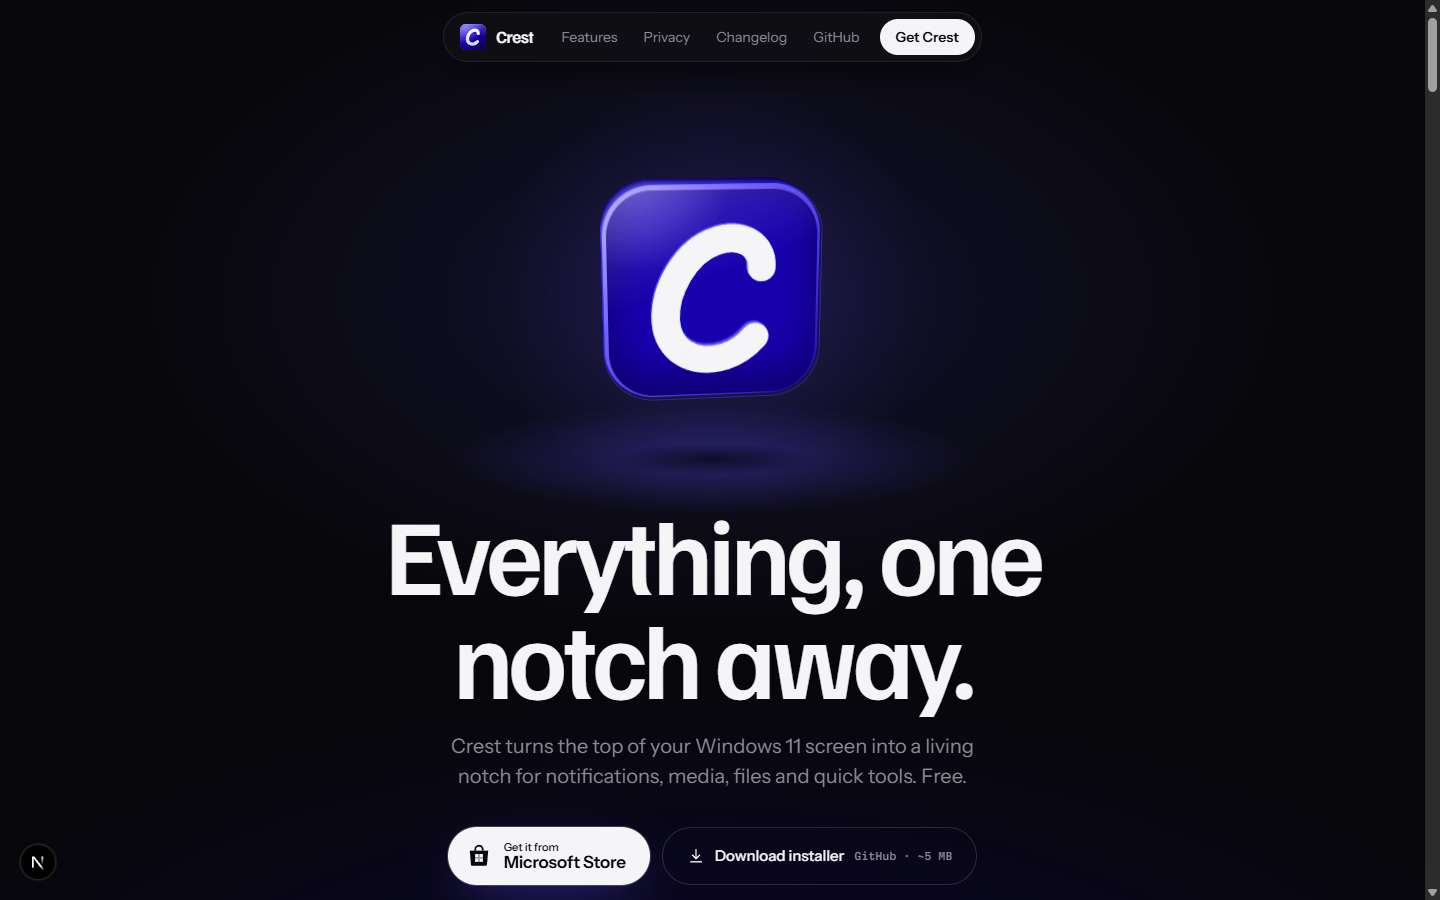 C Crest Features Privacy Changelog GitHub Get Crest
C
Everything, one
notch away.
Crest turns the top of your Windows 11 screen into a living
notch for notifications, media, files and quick tools. Free.
Get it from
Microsoft Store
Download installer GitHub · ~5 MB
N